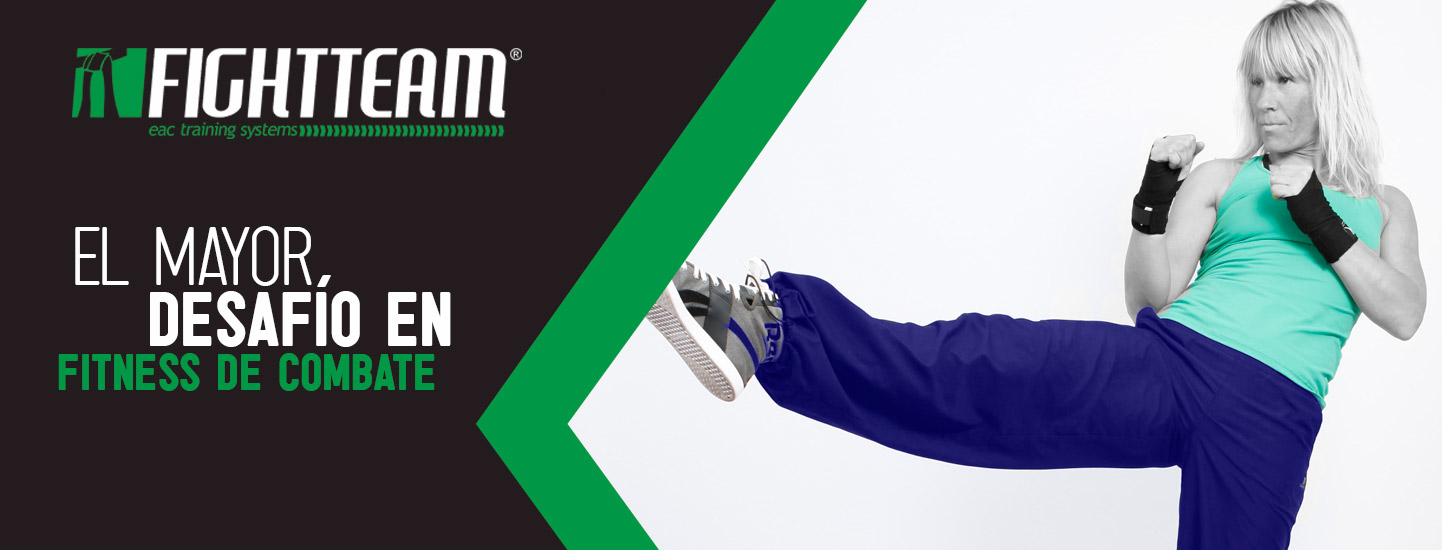 FIGHTTEAM®
eac training systems
EL MAYOR
DESAFÍO EN
FITNESS DE COMBATE